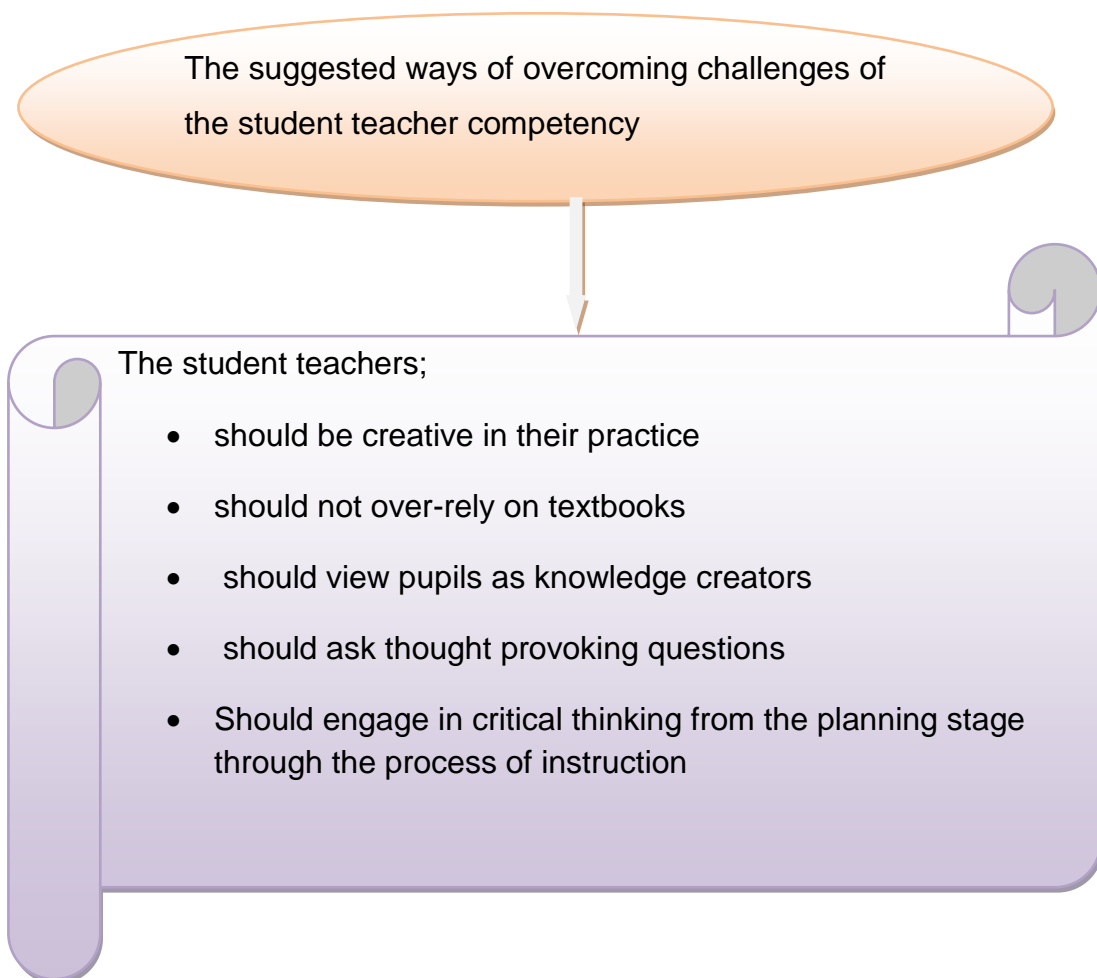 The suggested ways of overcoming challenges of
the student teacher competency
The student teachers;
• should be creative in their practice
• should not over-rely on textbooks
• should view pupils as knowledge creators
• should ask thought provoking questions
• Should engage in critical thinking from the planning stage
through the process of instruction